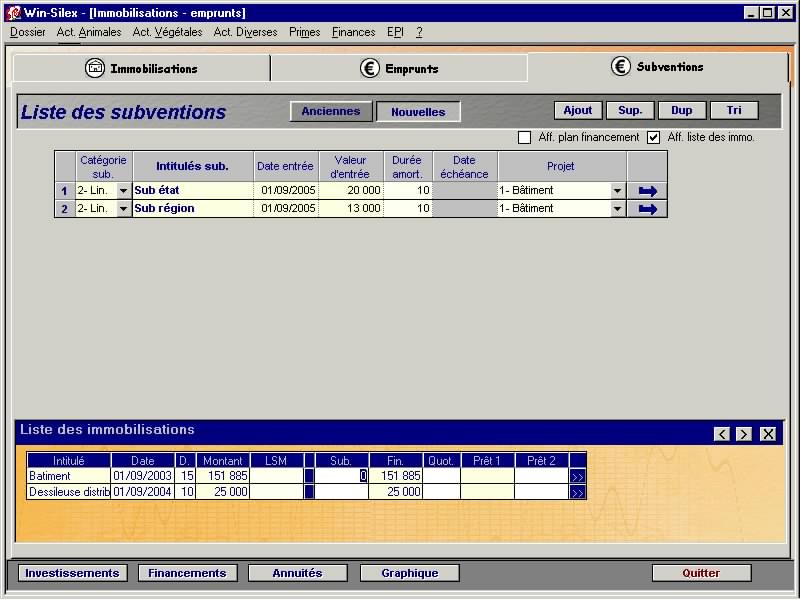 Win-Silex - [Immobilisations - emprunts]
Dossier Act. Animales Act. Végétales Act. Diverses Primes Finances EPI ?
Immobilisations Emprunts Subventions
Liste des subventions Anciennes Nouvelles Ajout Sup. Dup Tri
Aff. plan financement Aff. liste des immo.
Catégorie sub. Intitulés sub. Date entrée Valeur d'entrée Durée amort. Date échéance Projet
1 2- Lin. Sub état 01/09/2005 20 000 10 1- Bâtiment
2 2- Lin. Sub région 01/09/2005 13 000 10 1- Bâtiment
Liste des immobilisations
Intitulé Date D. Montant LSM Sub. Fin. Quot. Prêt 1 Prêt 2
Batiment 01/09/2003 15 151 885 0 151 885 >>
Dessileuse distrib 01/09/2004 10 25 000 25 000 >>
Investissements Financements Annuités Graphique Quitter